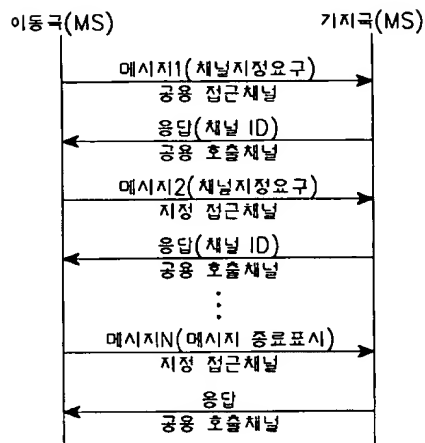 이동국(MS)
기지국(MS)
메시지1(채널지정요구)
공용 접근채널
응답(채널 ID)
공용 호출채널
메시지2(채널지정요구)
지정 접근채널
응답(채널 ID)
공용 호출채널
메시지N(메시지 종료표시)
지정 접근채널
응답
공용 호출채널